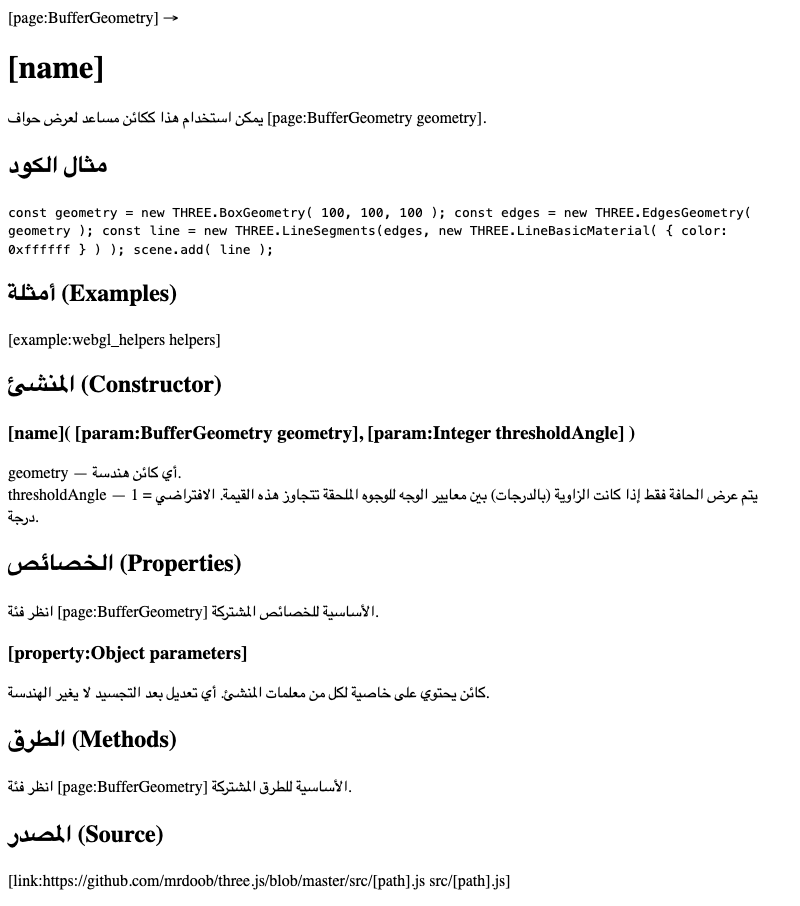 [page:BufferGeometry] →
[name]
يمكن استخدام هذا ككائن مساعد لعرض حواف [page:BufferGeometry geometry].
مثال الكود
const geometry = new THREE.BoxGeometry( 100, 100, 100 ); const edges = new THREE.EdgesGeometry(
geometry ); const line = new THREE.LineSegments(edges, new THREE.LineBasicMaterial( { color:
0xffffff } ) ); scene.add( line );
أمثلة (Examples)
[example:webgl_helpers helpers]
المنشئ (Constructor)
[name]( [param:BufferGeometry geometry], [param:Integer thresholdAngle] )
geometry — أي كائن هندسة.
thresholdAngle — يتم عرض الحافة فقط إذا كانت الزاوية (بالدرجات) بين معايير الوجه للوجوه الملحقة تتجاوز هذه القيمة. الافتراضي = 1
درجة.
الخصائص (Properties)
انظر فئة [page:BufferGeometry] الأساسية للخصائص المشتركة.
[property:Object parameters]
كائن يحتوي على خاصية لكل من معلمات المنشئ. أي تعديل بعد التجسيد لا يغير الهندسة.
الطرق (Methods)
انظر فئة [page:BufferGeometry] الأساسية للطرق المشتركة.
المصدر (Source)
[link:https://github.com/mrdoob/three.js/blob/master/src/[path].js src/[path].js]